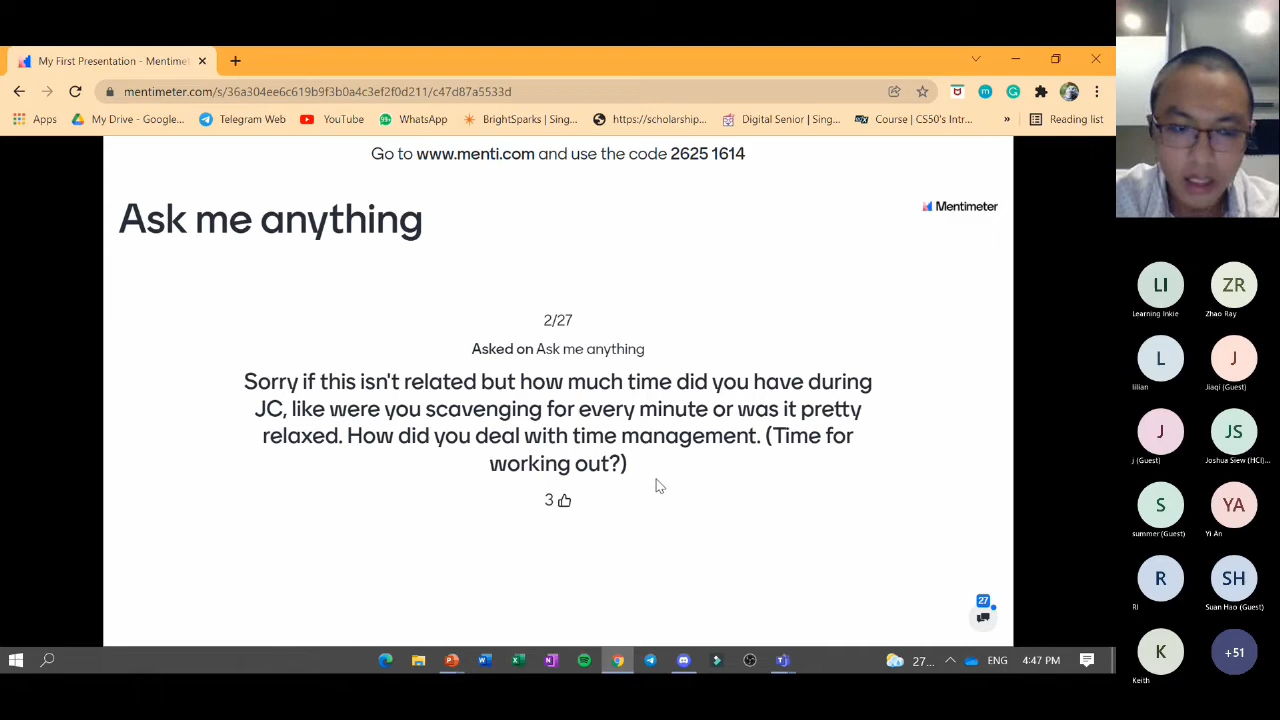 My First Presentation - Mentime
mentimeter.com/s/36a304ee6c619b9f3b0a4c3ef2f0d211/c47d87a5533d
Apps
My Drive - Google...
Telegram Web
YouTube
WhatsApp
BrightSparks | Sing...
https://scholarship...
Digital Senior | Sing...
Course | CS50's Intr...
»
Reading list
Go to www.menti.com and use the code 2625 1614
Ask me anything
Mentimeter
2/27
Asked on Ask me anything
Sorry if this isn't related but how much time did you have during
JC, like were you scavenging for every minute or was it pretty
relaxed. How did you deal with time management. (Time for
working out?)
3
27
27...
ENG
4:47 PM
LI
Learning Inkie
ZR
Zhao Ray
L
lilian
J
Jiaqi (Guest)
J
j (Guest)
JS
Joshua Siew (HCI)...
S
summer (Guest)
YA
Yi An
R
RI
SH
Suan Hao (Guest)
K
Keith
+51